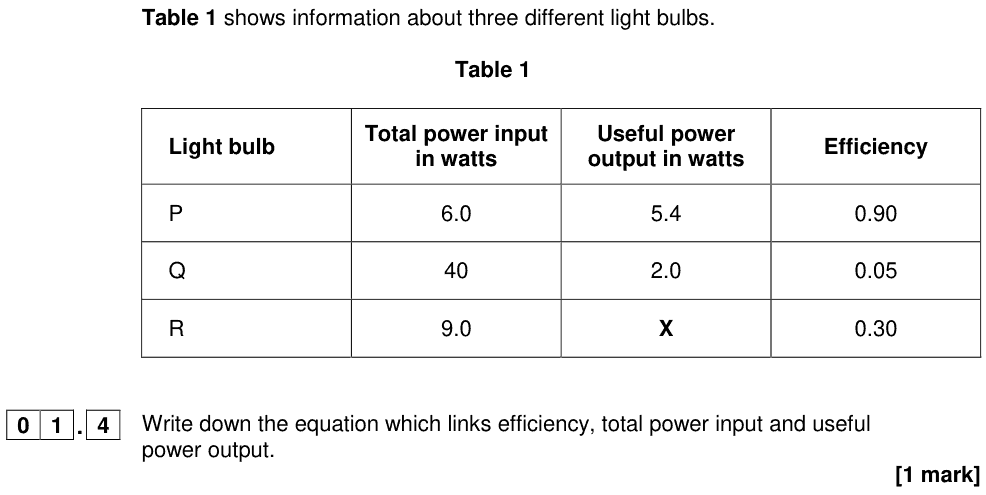 Table 1 shows information about three different light bulbs.
Table 1
Light bulb
Total power input
in watts
Useful power
output in watts
Efficiency
P 6.0 5.4 0.90
Q 40 2.0 0.05
R 9.0 X 0.30
0 1 . 4 Write down the equation which links efficiency, total power input and useful
power output.
[1 mark]